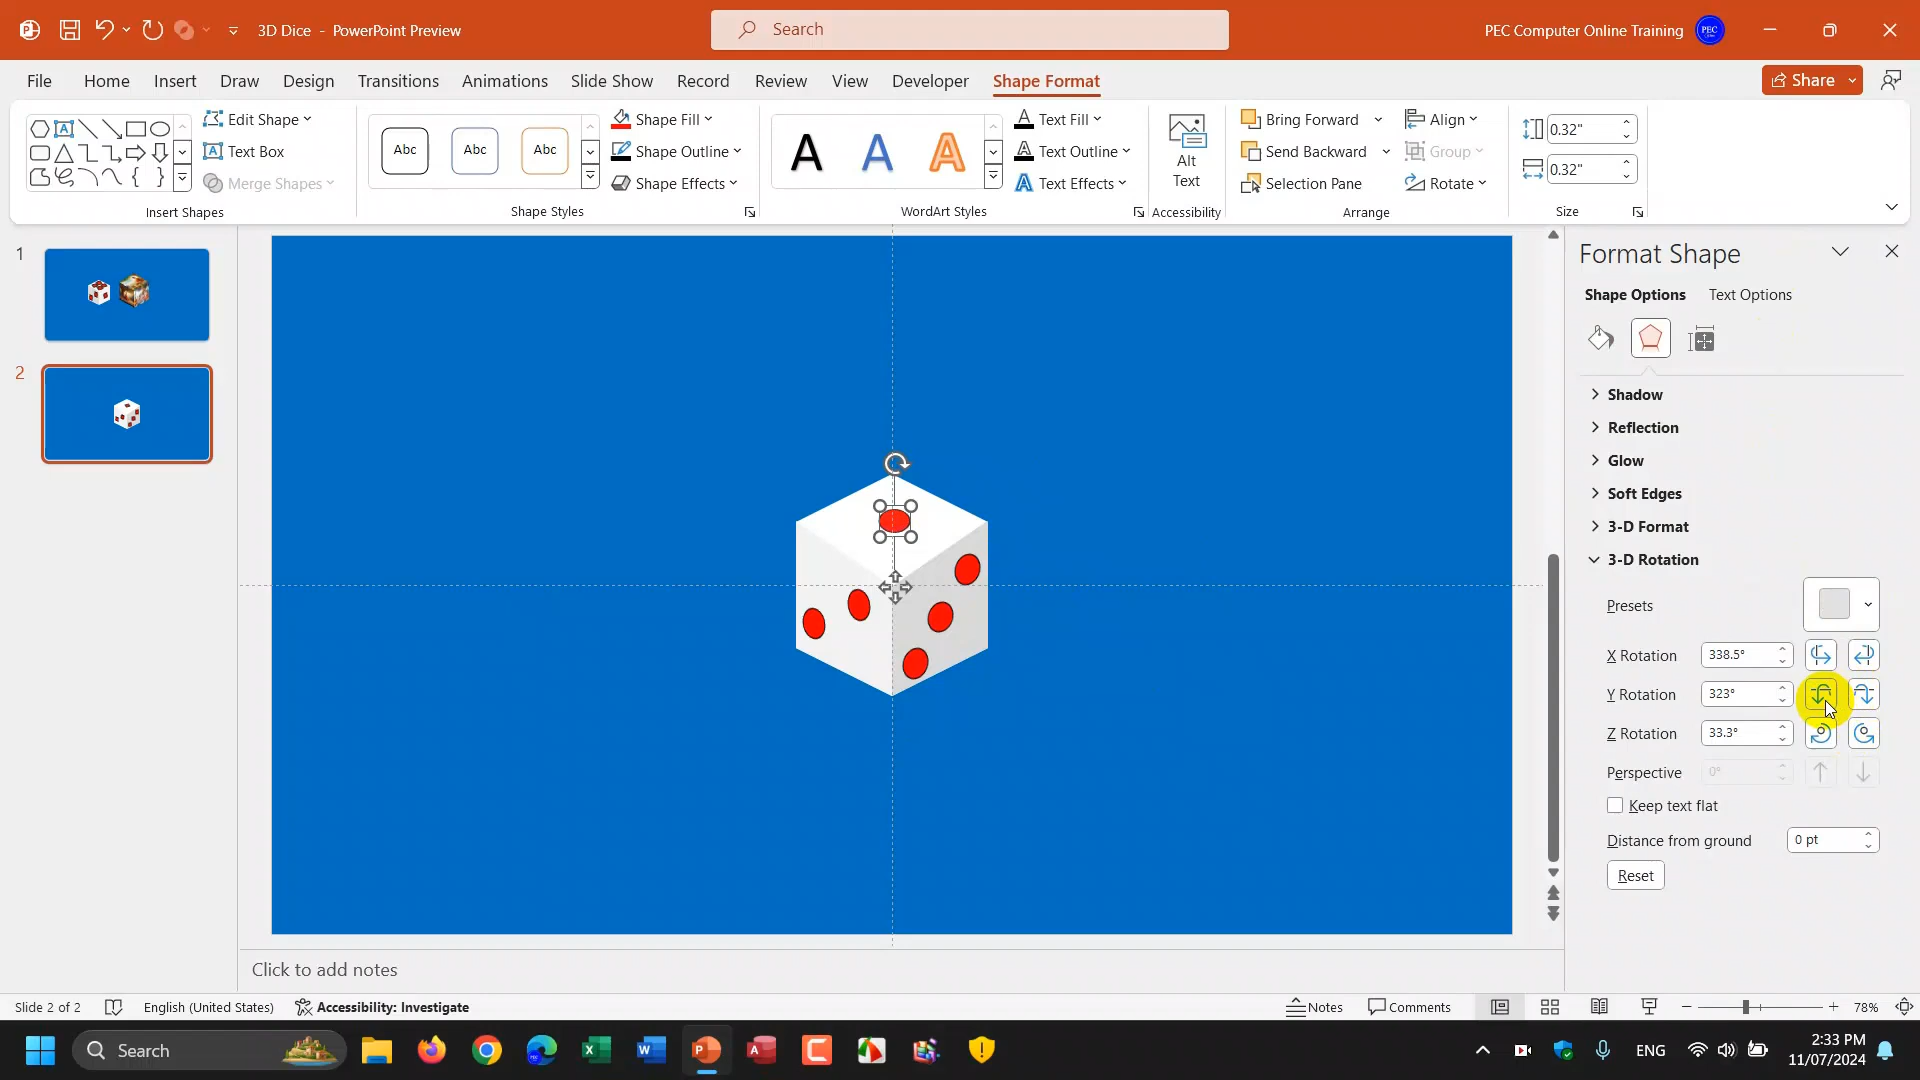 3D Dice - PowerPoint Preview
Search
PEC Computer Online Training
PEC
File Home Insert Draw Design Transitions Animations Slide Show Record Review View Developer Shape Format
Share
Edit Shape
Text Box
Merge Shapes
Insert Shapes
Abc Abc Abc
Shape Fill
Shape Outline
Shape Effects
Shape Styles
A A A
Text Fill
Text Outline
Text Effects
WordArt Styles
Alt
Text
Accessibility
Bring Forward
Send Backward
Selection Pane
Align
Group
Rotate
Arrange
0.32"
0.32"
Size
1
2
Format Shape
Shape Options Text Options
Shadow
Reflection
Glow
Soft Edges
3-D Format
3-D Rotation
Presets
X Rotation 338.5°
Y Rotation 323°
Z Rotation 33.3°
Perspective 0°
Keep text flat
Distance from ground 0 pt
Reset
Click to add notes
Slide 2 of 2 English (United States) Accessibility: Investigate
Notes Comments 78%
Search
ENG
2:33 PM
11/07/2024